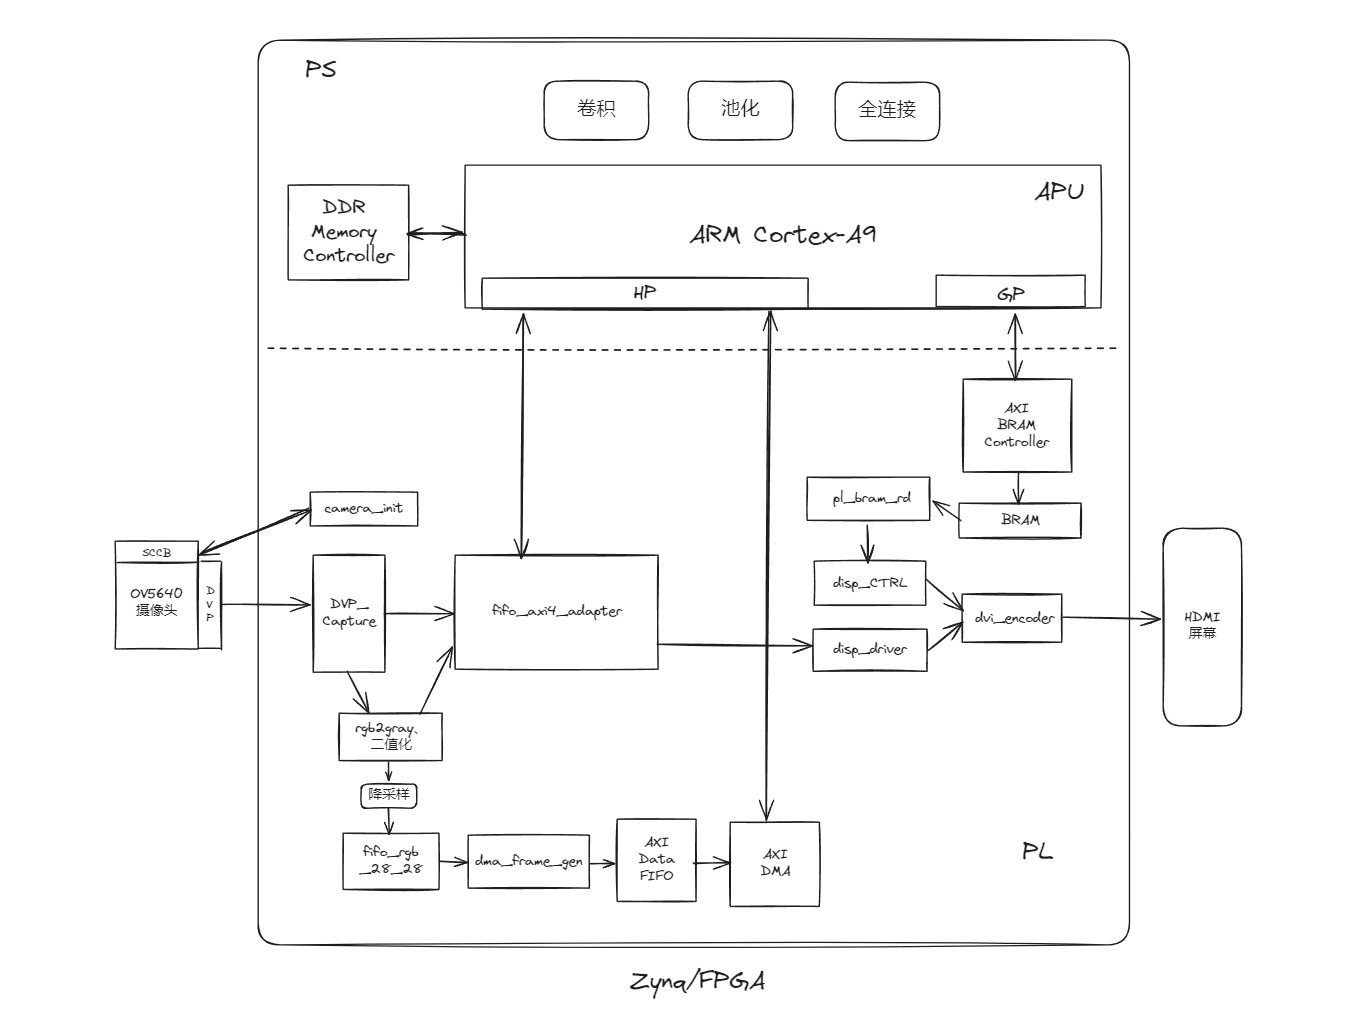 PS
卷积
池化
全连接
APU
DDR
Memory
Controller
ARM Cortex-A9
HP
GP
AXI
BRAM
Controller
pl_bram_rd
camera_init
BRAM
SCCB
OV5640
摄像头
D
V
P
DVP_
Capture
fifo_axi4_adapter
disp_CTRL
dvi_encoder
HDMI
屏幕
disp_driver
rgb2gray、
二值化
降采样
fifo_rgb
_28_28
dma_frame_gen
AXI
Data
FIFO
AXI
DMA
PL
Zynq/FPGA